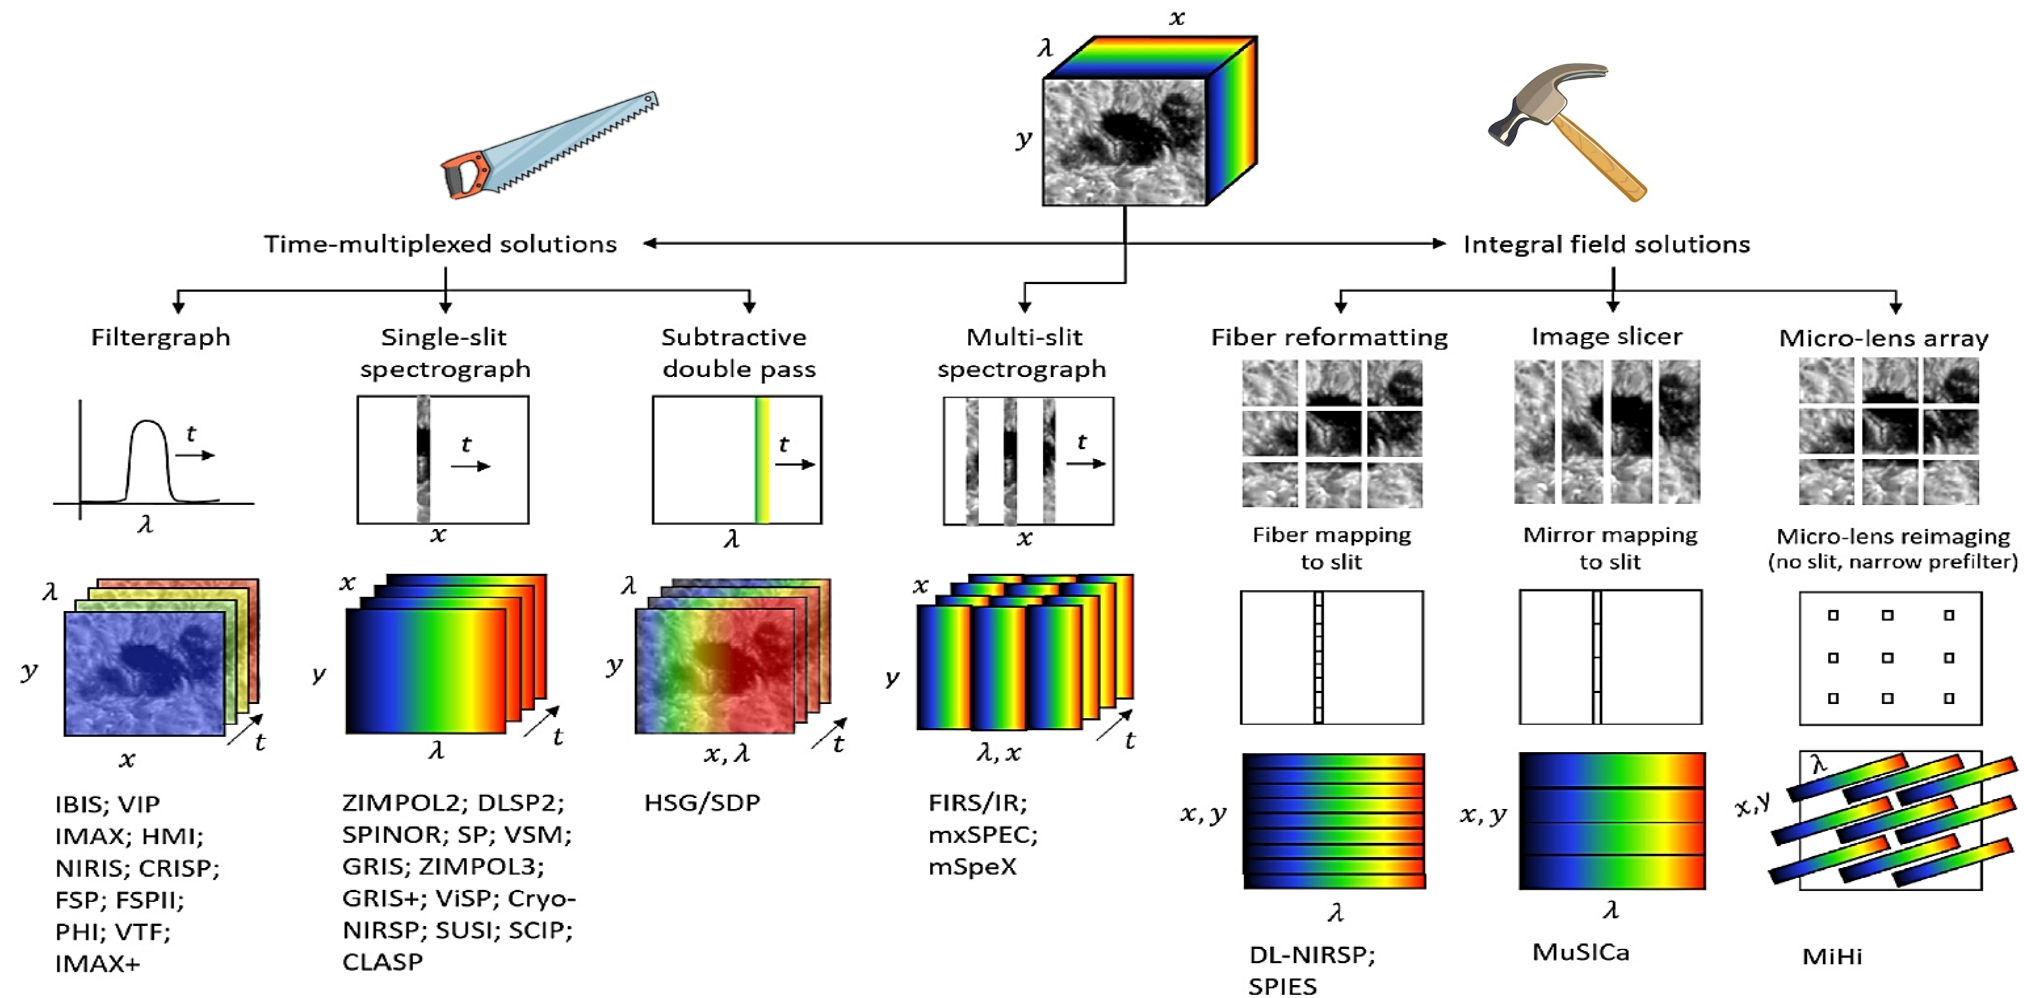 x
λ
y
Time-multiplexed solutions
Integral field solutions
Filtergraph
t
λ
λ
y
x
t
IBIS; VIP
IMAX; HMI;
NIRIS; CRISP;
FSP; FSPII;
PHI; VTF;
IMAX+
Single-slit
spectrograph
t
x
x
y
λ
t
ZIMPOL2; DLSP2;
SPINOR; SP; VSM;
GRIS; ZIMPOL3;
GRIS+; ViSP; Cryo-
NIRSP; SUSI; SCIP;
CLASP
Subtractive
double pass
t
λ
λ
y
x, λ
t
HSG/SDP
Multi-slit
spectrograph
t
x
x
y
λ, x
t
FIRS/IR;
mxSPEC;
mSpeX
Fiber reformatting
Fiber mapping
to slit
x, y
λ
DL-NIRSP;
SPIES
Image slicer
Mirror mapping
to slit
x, y
λ
MuSICa
Micro-lens array
Micro-lens reimaging
(no slit, narrow prefilter)
λ
x,y
MiHi